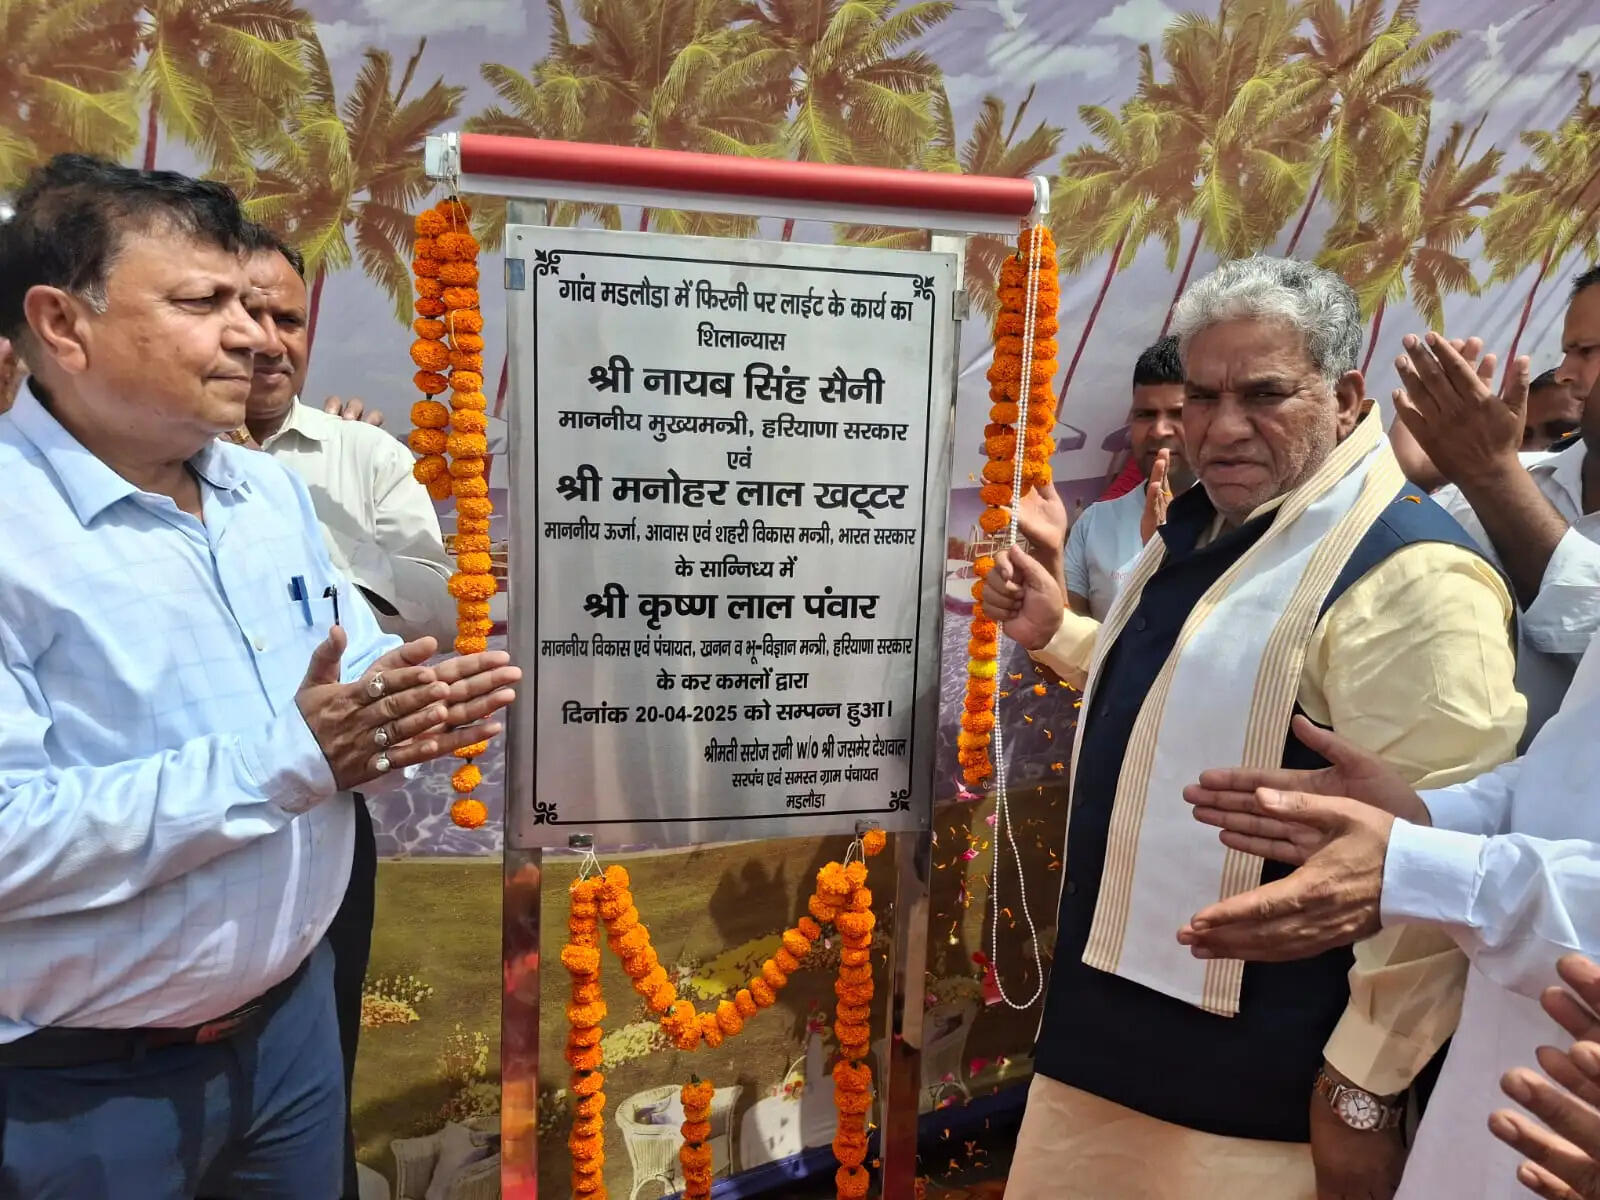 गांव मडलौडा में फिरनी पर लाईट के कार्य का
शिलान्यास
श्री नायब सिंह सैनी
माननीय मुख्यमन्त्री, हरियाणा सरकार
एवं
श्री मनोहर लाल खट्टर
माननीय ऊर्जा, आवास एवं शहरी विकास मन्त्री, भारत सरकार
के सान्निध्य में
श्री कृष्ण लाल पंवार
माननीय विकास एवं पंचायत, खनन व भू-विज्ञान मन्त्री, हरियाणा सरकार
के कर कमलों द्वारा
दिनांक 20-04-2025 को सम्पन्न हुआ।
श्रीमती सरोज रानी W/O श्री जसमेर देशवाल
सरपंच एवं समस्त ग्राम पंचायत
मडलौडा